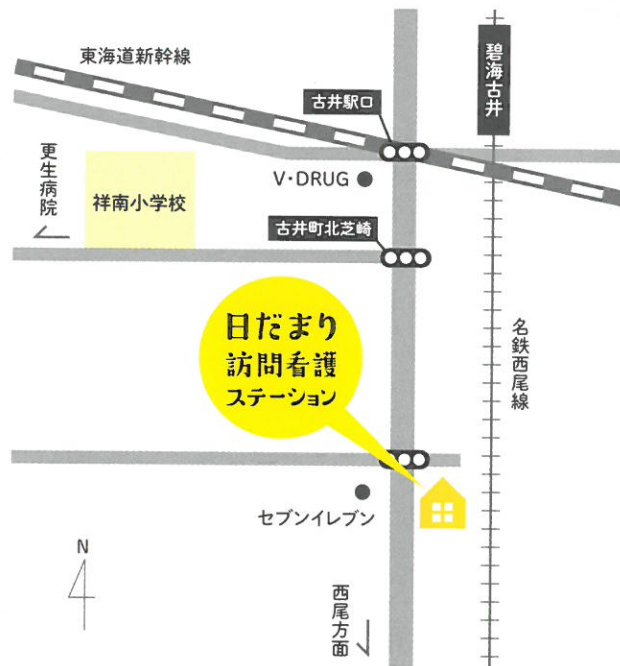 東海道新幹線
碧海古井
古井駅口
更生病院
V・DRUG
祥南小学校
古井町北芝崎
日だまり
訪問看護
ステーション
名鉄西尾線
セブンイレブン
N
西尾方面